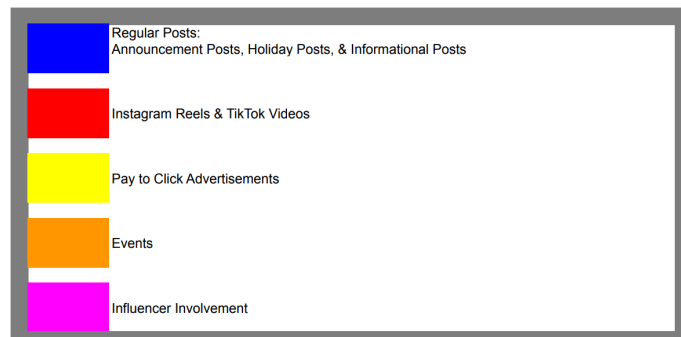 Regular Posts:
Announcement Posts, Holiday Posts, & Informational Posts
Instagram Reels & TikTok Videos
Pay to Click Advertisements
Events
Influencer Involvement